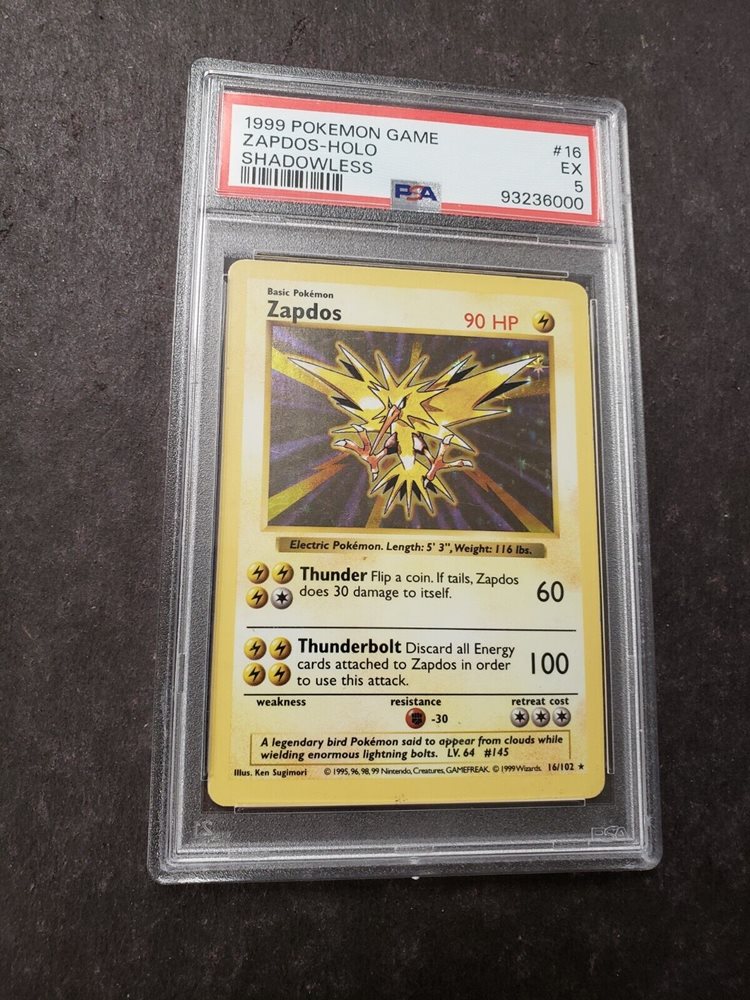 1999 POKEMON GAME #16
ZAPDOS-HOLO EX
SHADOWLESS 5
PSA 93236000
Basic Pokémon
Zapdos 90 HP
Electric Pokémon. Length: 5' 3", Weight: 116 lbs.
Thunder Flip a coin. If tails, Zapdos
does 30 damage to itself. 60
Thunderbolt Discard all Energy
cards attached to Zapdos in order 100
to use this attack.
weakness resistance retreat cost
-30
A legendary bird Pokémon said to appear from clouds while
wielding enormous lightning bolts. LV. 64 #145
Illus. Ken Sugimori © 1995, 96, 98, 99 Nintendo, Creatures, GAMEFREAK. © 1999 Wizards. 16/102 ★
PSA